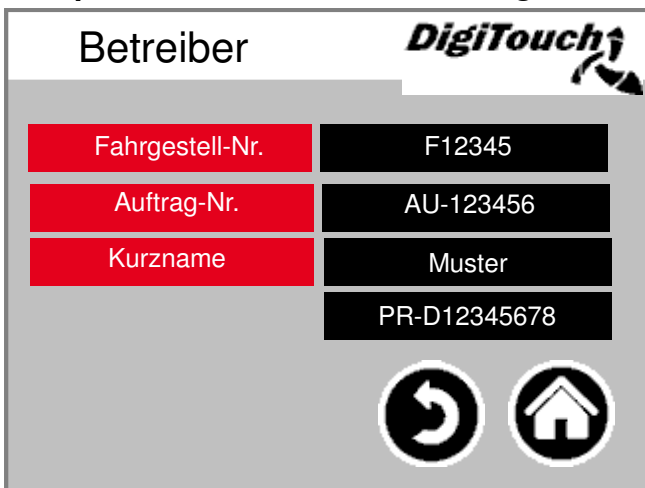 Betreiber
DigiTouch
Fahrgestell-Nr. F12345
Auftrag-Nr. AU-123456
Kurzname Muster
PR-D12345678